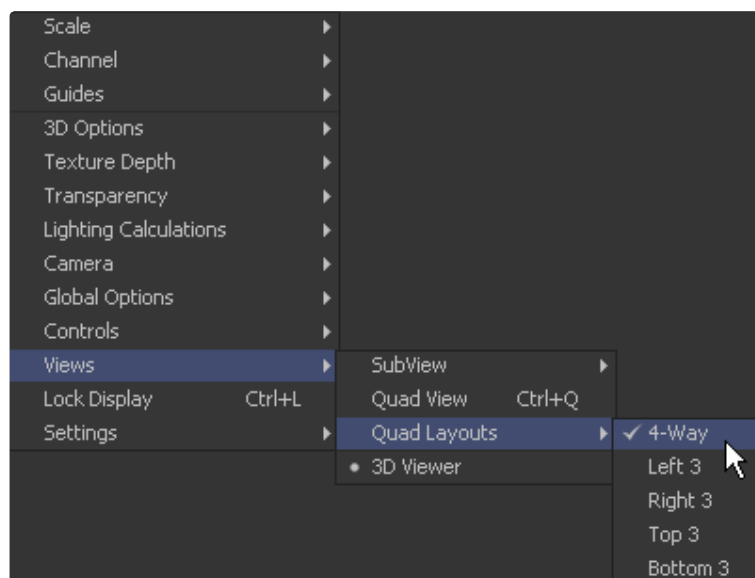 Scale
Channel
Guides
3D Options
Texture Depth
Transparency
Lighting Calculations
Camera
Global Options
Controls
Views
Lock Display Ctrl+L
Settings
SubView
Quad View Ctrl+Q
Quad Layouts
3D Viewer
4-Way
Left 3
Right 3
Top 3
Bottom 3